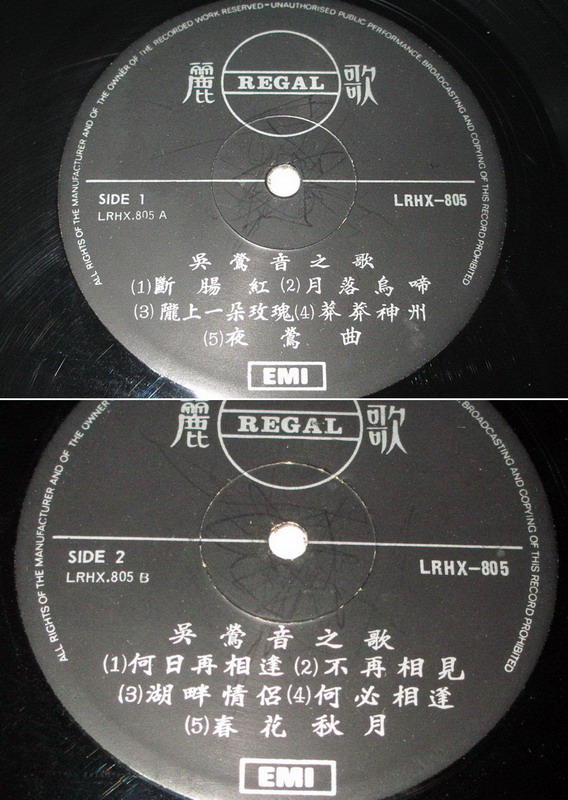 ALL RIGHTS OF THE MANUFACTURER AND OF THE OWNER OF THE RECORDED WORK RESERVED-UNAUTHORISED PUBLIC PERFORMANCE, BROADCASTING AND COPYING OF THIS RECORD PROHIBITED
麗 REGAL 歌
SIDE 1 LRHX-805
LRHX.805 A
吳鶯音之歌
(1)斷腸紅 (2)月落烏啼
(3)隴上一朵玫瑰(4)莽莽神州
(5)夜鶯曲
EMI
ALL RIGHTS OF THE MANUFACTURER AND OF THE OWNER
BROADCASTING AND COPYING OF THIS RECORD PROHIBITED
麗 REGAL 歌
SIDE 2 LRHX-805
LRHX.805 B
吳鶯音之歌
(1)何日再相逢 (2)不再相見
(3)湖畔情侶(4)何必相逢
(5)春花秋月
EMI